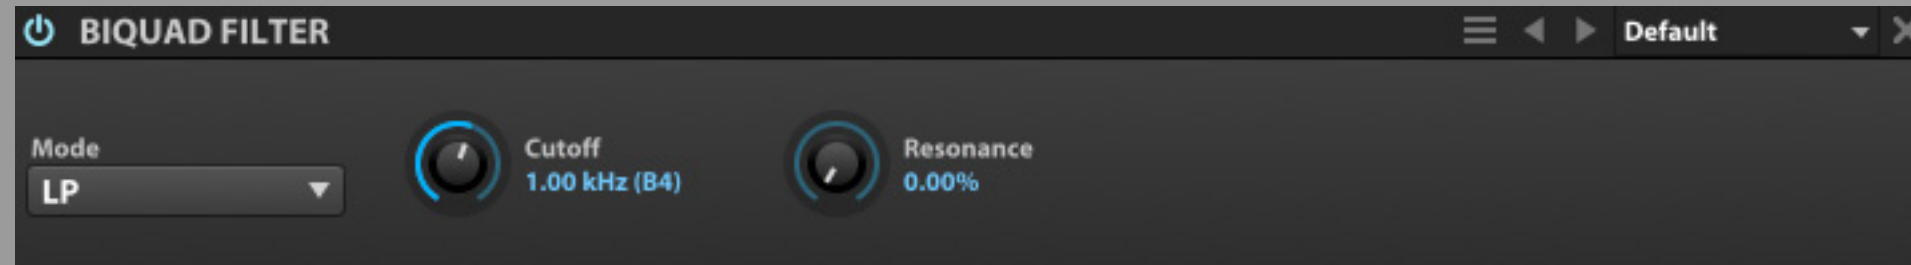 BIQUAD FILTER
Default
Mode
LP
Cutoff
1.00 kHz (B4)
Resonance
0.00%